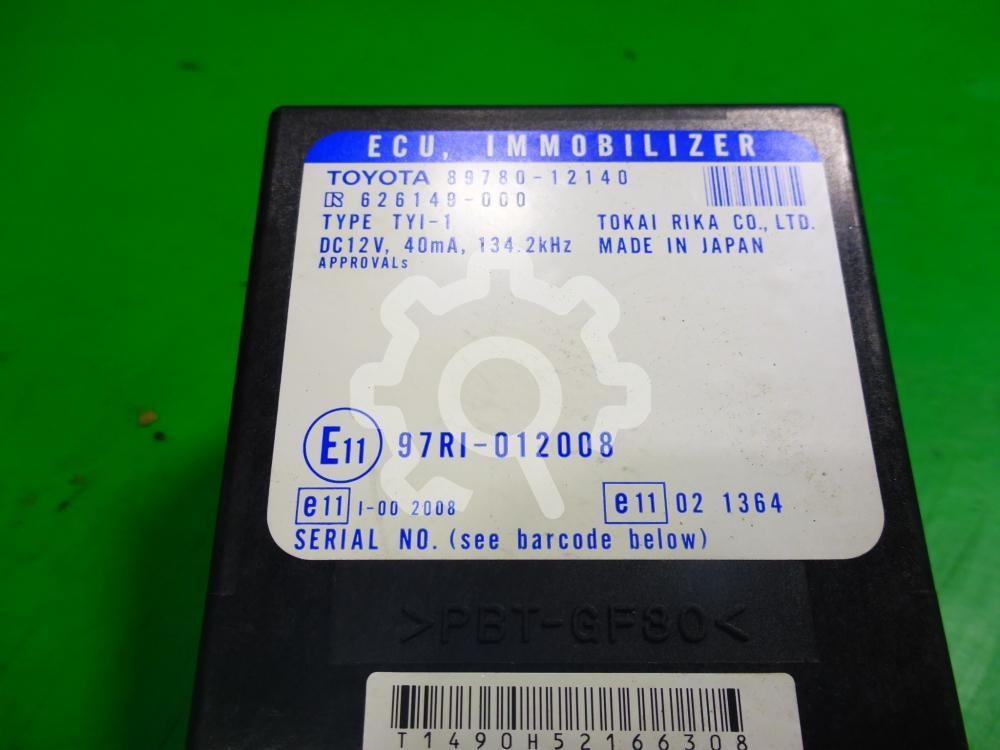 ECU, IMMOBILIZER
TOYOTA 89780-12140
R 626149-000
TYPE TYI-1 TOKAI RIKA CO., LTD.
DC12V, 40mA, 134.2kHz MADE IN JAPAN
APPROVALs
E11 97RI-012008
e11 I-00 2008 e11 02 1364
SERIAL NO. (see barcode below)
>PBT-GF30<
T1490H52166308